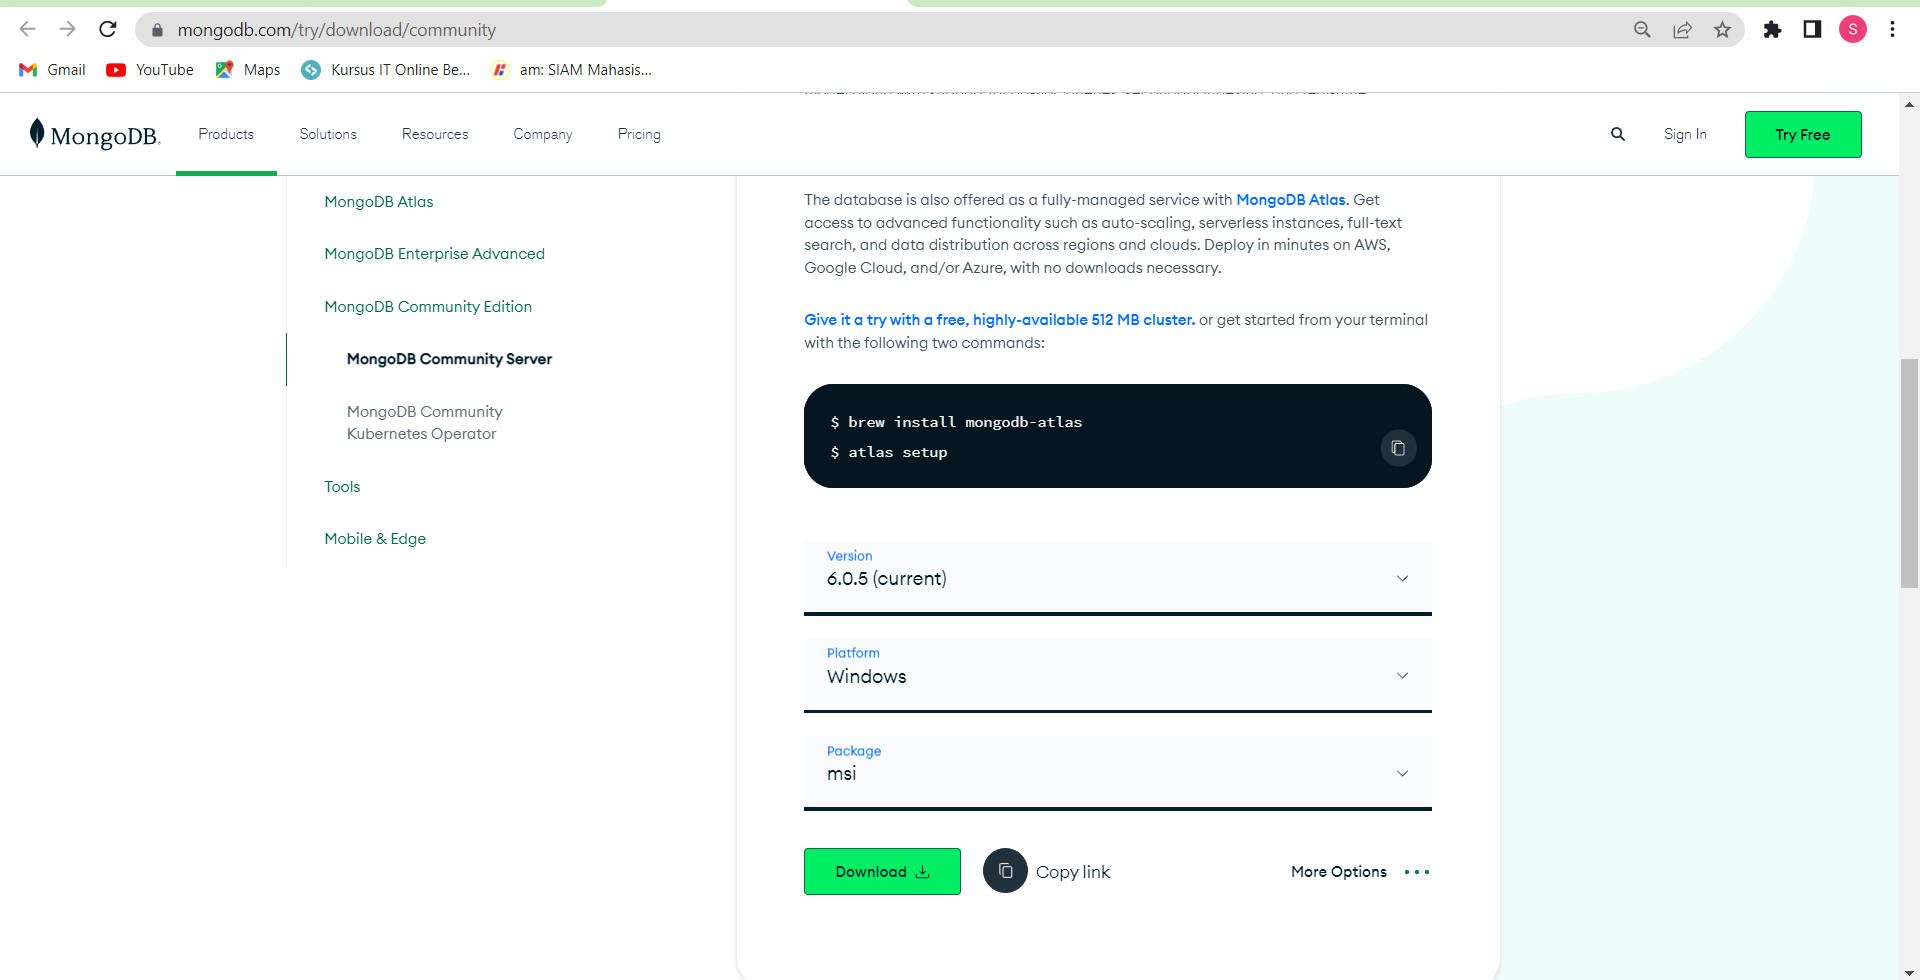 mongodb.com/try/download/community
S
Gmail
YouTube
Maps
Kursus IT Online Be...
am: SIAM Mahasis...
MongoDB.
Products
Solutions
Resources
Company
Pricing
Sign In
Try Free
MongoDB Atlas
MongoDB Enterprise Advanced
MongoDB Community Edition
MongoDB Community Server
MongoDB Community
Kubernetes Operator
Tools
Mobile & Edge
The database is also offered as a fully-managed service with MongoDB Atlas. Get
access to advanced functionality such as auto-scaling, serverless instances, full-text
search, and data distribution across regions and clouds. Deploy in minutes on AWS,
Google Cloud, and/or Azure, with no downloads necessary.
Give it a try with a free, highly-available 512 MB cluster. or get started from your terminal
with the following two commands:
$ brew install mongodb-atlas
$ atlas setup
Version
6.0.5 (current)
Platform
Windows
Package
msi
Download
Copy link
More Options